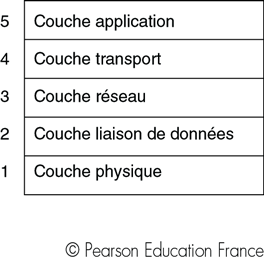 5 Couche application
4 Couche transport
3 Couche réseau
2 Couche liaison de données
1 Couche physique
© Pearson Education France